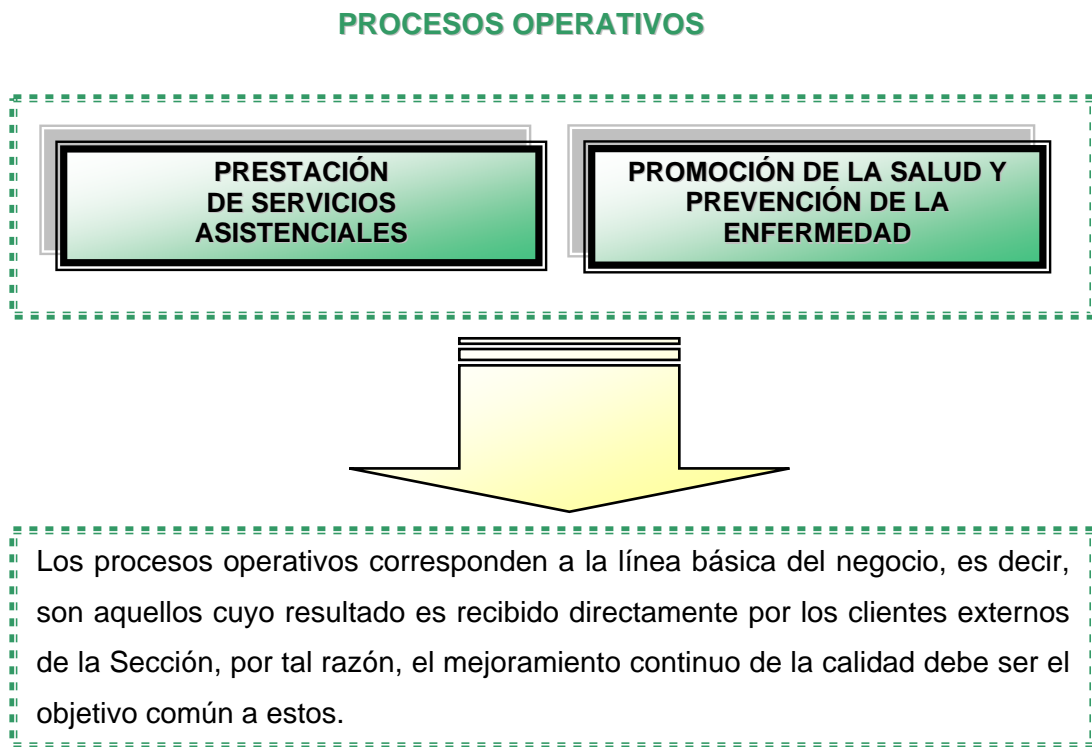 PROCESOS OPERATIVOS
PRESTACIÓN
DE SERVICIOS
ASISTENCIALES
PROMOCIÓN DE LA SALUD Y
PREVENCIÓN DE LA
ENFERMEDAD
Los procesos operativos corresponden a la línea básica del negocio, es decir,
son aquellos cuyo resultado es recibido directamente por los clientes externos
de la Sección, por tal razón, el mejoramiento continuo de la calidad debe ser el
objetivo común a estos.